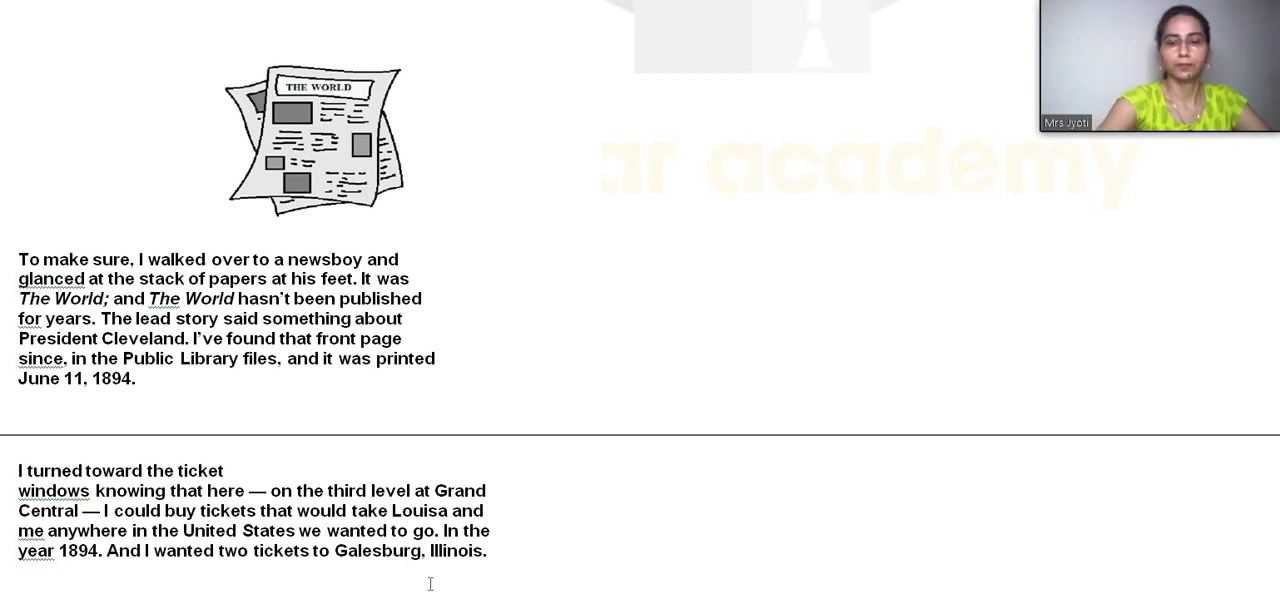 THE WORLD
Mrs Jyoti
ar academy
To make sure, I walked over to a newsboy and
glanced at the stack of papers at his feet. It was
The World; and The World hasn't been published
for years. The lead story said something about
President Cleveland. I've found that front page
since, in the Public Library files, and it was printed
June 11, 1894.
I turned toward the ticket
windows knowing that here — on the third level at Grand
Central — I could buy tickets that would take Louisa and
me anywhere in the United States we wanted to go. In the
year 1894. And I wanted two tickets to Galesburg, Illinois.